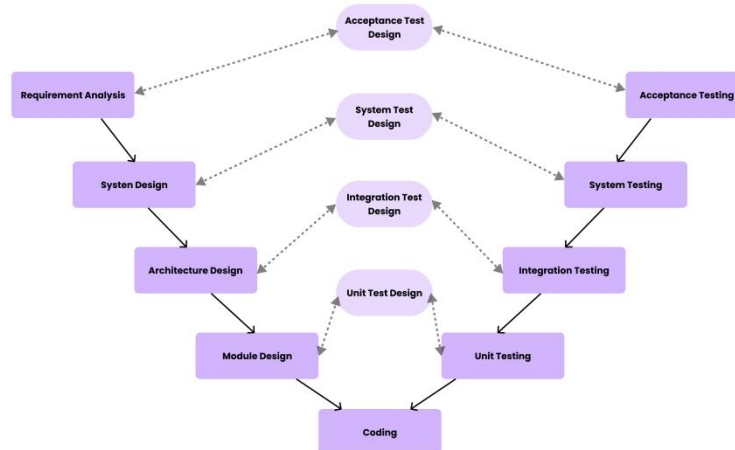 Acceptance Test
Design
Requirement Analysis
Acceptance Testing
System Test
Design
Systen Design
System Testing
Integration Test
Design
Architecture Design
Integration Testing
Unit Test Design
Module Design
Unit Testing
Coding